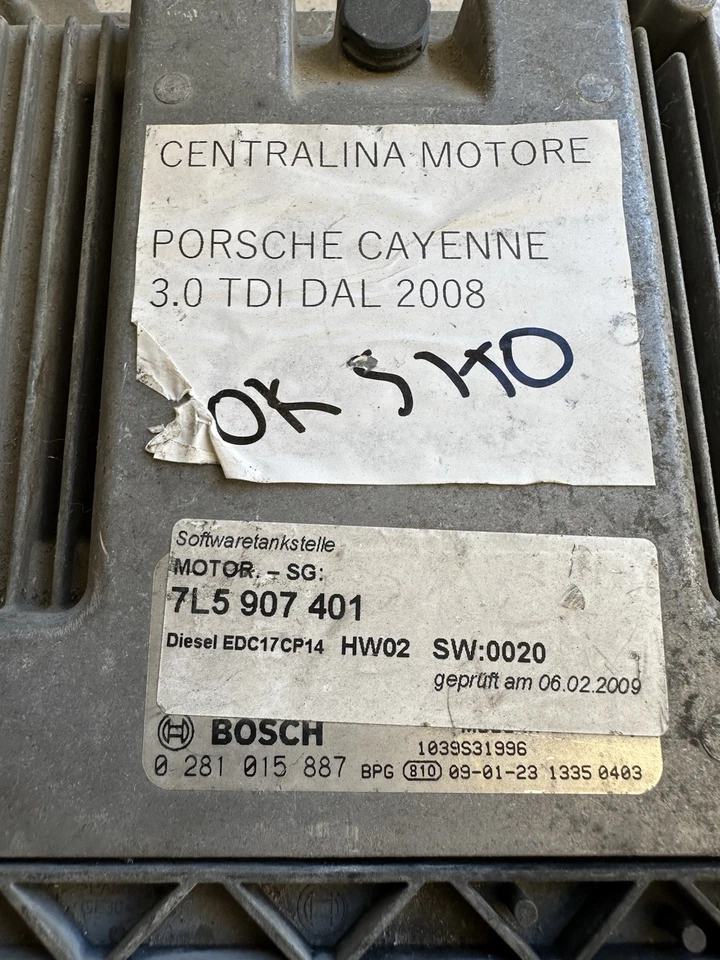 CENTRALINA MOTORE
PORSCHE CAYENNE
3.0 TDI DAL 2008
OK
Softwaretankstelle
MOTOR. – SG:
7L5 907 401
Diesel EDC17CP14 HW02 SW:0020
geprüft am 06.02.2009
BOSCH
1039S31996
0 281 015 887 BPG 810 09-01-23 1335 0403